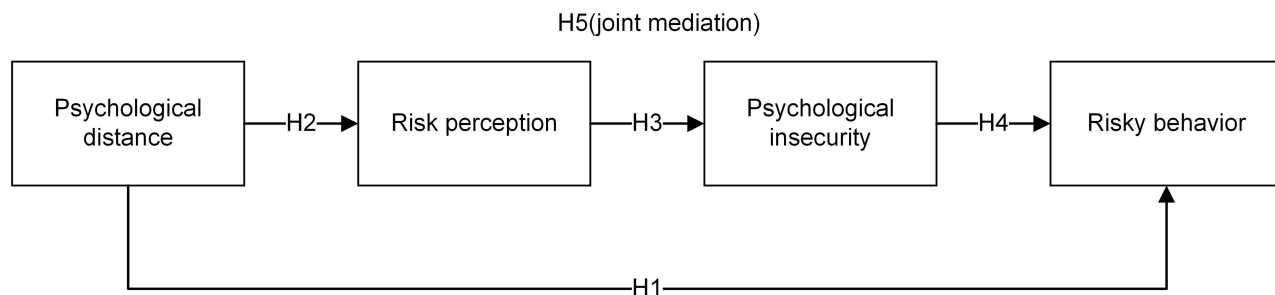 H5(joint mediation)
Psychological
distance
H2
Risk perception
H3
Psychological
insecurity
H4
Risky behavior
H1